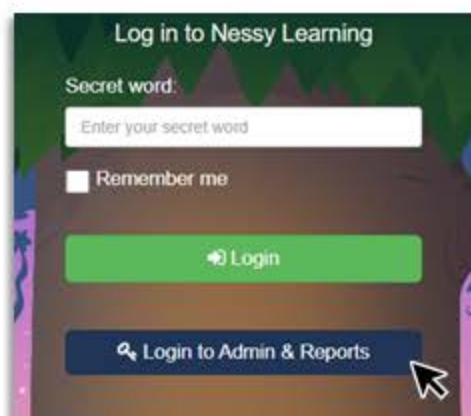 Log in to Nessy Learning
Secret word:
Enter your secret word
Remember me
Login
Login to Admin & Reports